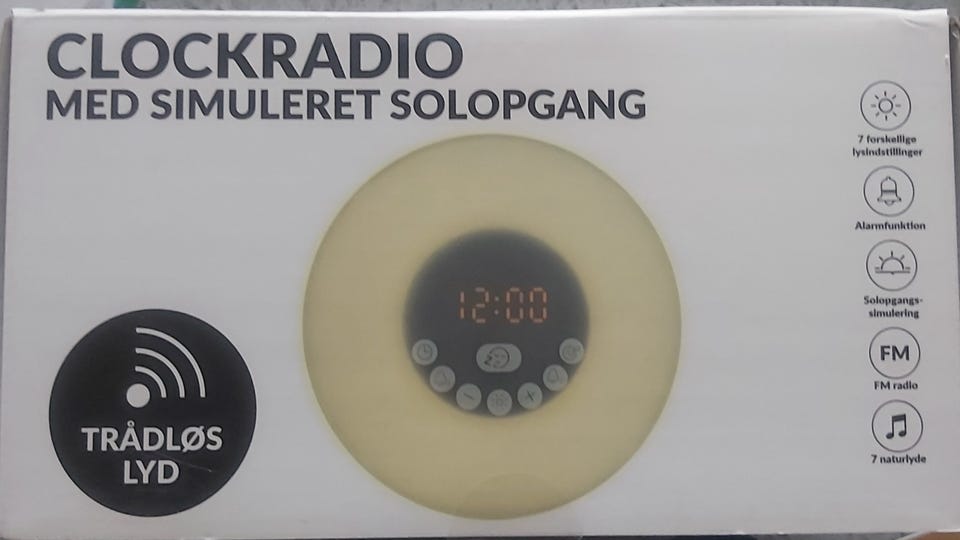 CLOCKRADIO
MED SIMULERET SOLOPGANG
7 forskellige
lysindstillinger
Alarmfunktion
Solopgangs-
simulering
FM
FM radio
7 naturlyde
12:00
TRÅDLØS
LYD